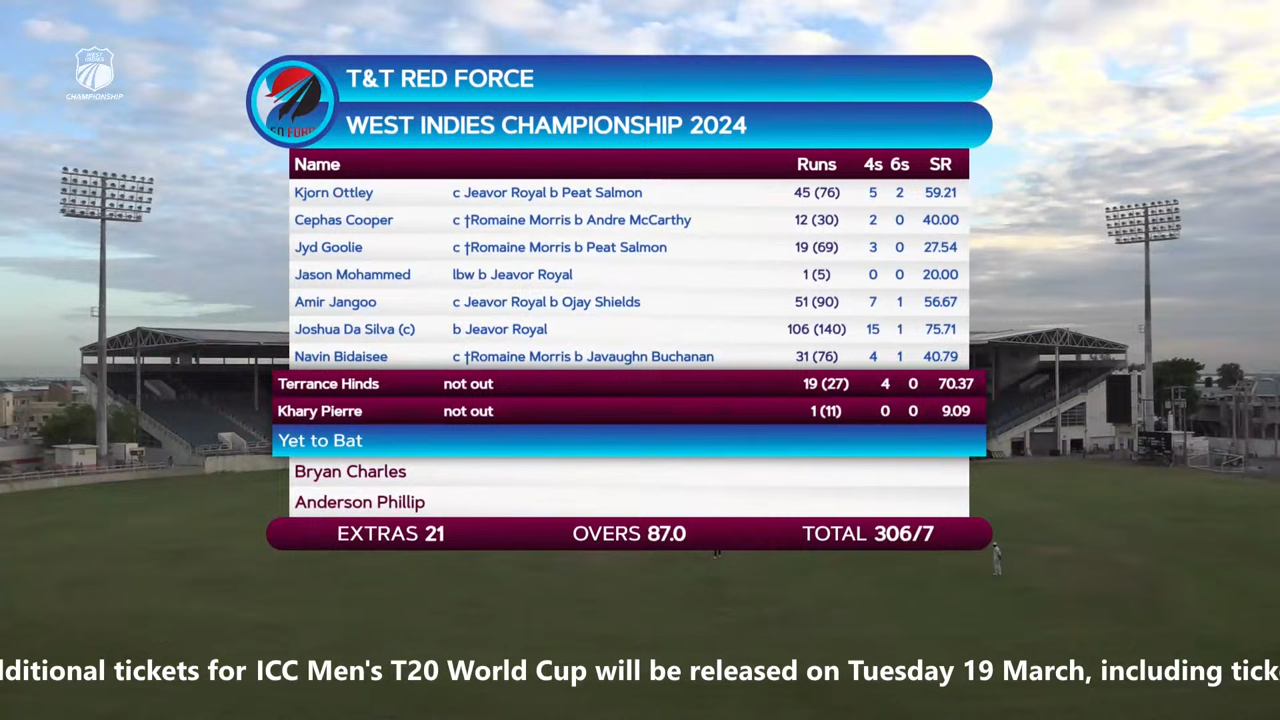 WEST INDIES
CHAMPIONSHIP
T&T RED FORCE
WEST INDIES CHAMPIONSHIP 2024
Name Runs 4s 6s SR
Kjorn Ottley c Jeavor Royal b Peat Salmon 45 (76) 5 2 59.21
Cephas Cooper c †Romaine Morris b Andre McCarthy 12 (30) 2 0 40.00
Jyd Goolie c †Romaine Morris b Peat Salmon 19 (69) 3 0 27.54
Jason Mohammed lbw b Jeavor Royal 1 (5) 0 0 20.00
Amir Jangoo c Jeavor Royal b Ojay Shields 51 (90) 7 1 56.67
Joshua Da Silva (c) b Jeavor Royal 106 (140) 15 1 75.71
Navin Bidaisee c †Romaine Morris b Javaughn Buchanan 31 (76) 4 1 40.79
Terrance Hinds not out 19 (27) 4 0 70.37
Khary Pierre not out 1 (11) 0 0 9.09
Yet to Bat
Bryan Charles
Anderson Phillip
EXTRAS 21 OVERS 87.0 TOTAL 306/7
dditional tickets for ICC Men's T20 World Cup will be released on Tuesday 19 March, including tick